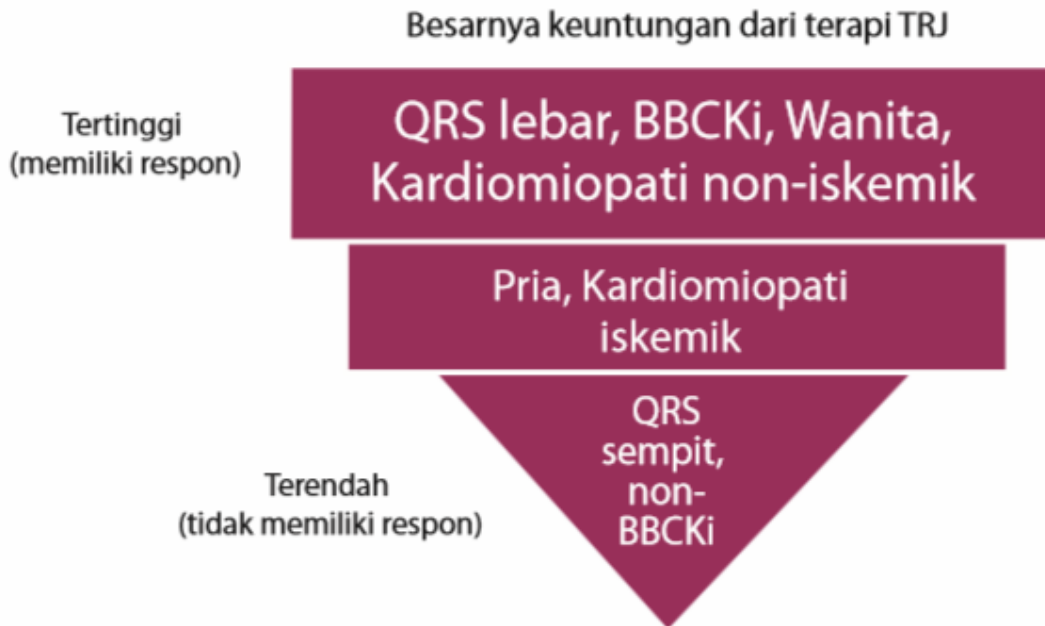 Besarnya keuntungan dari terapi TRJ
Tertinggi
(memiliki respon)
QRS lebar, BBCKi, Wanita,
Kardiomiopati non-iskemik
Pria, Kardiomiopati
iskemik
Terendah
(tidak memiliki respon)
QRS
sempit,
non-
BBCKi